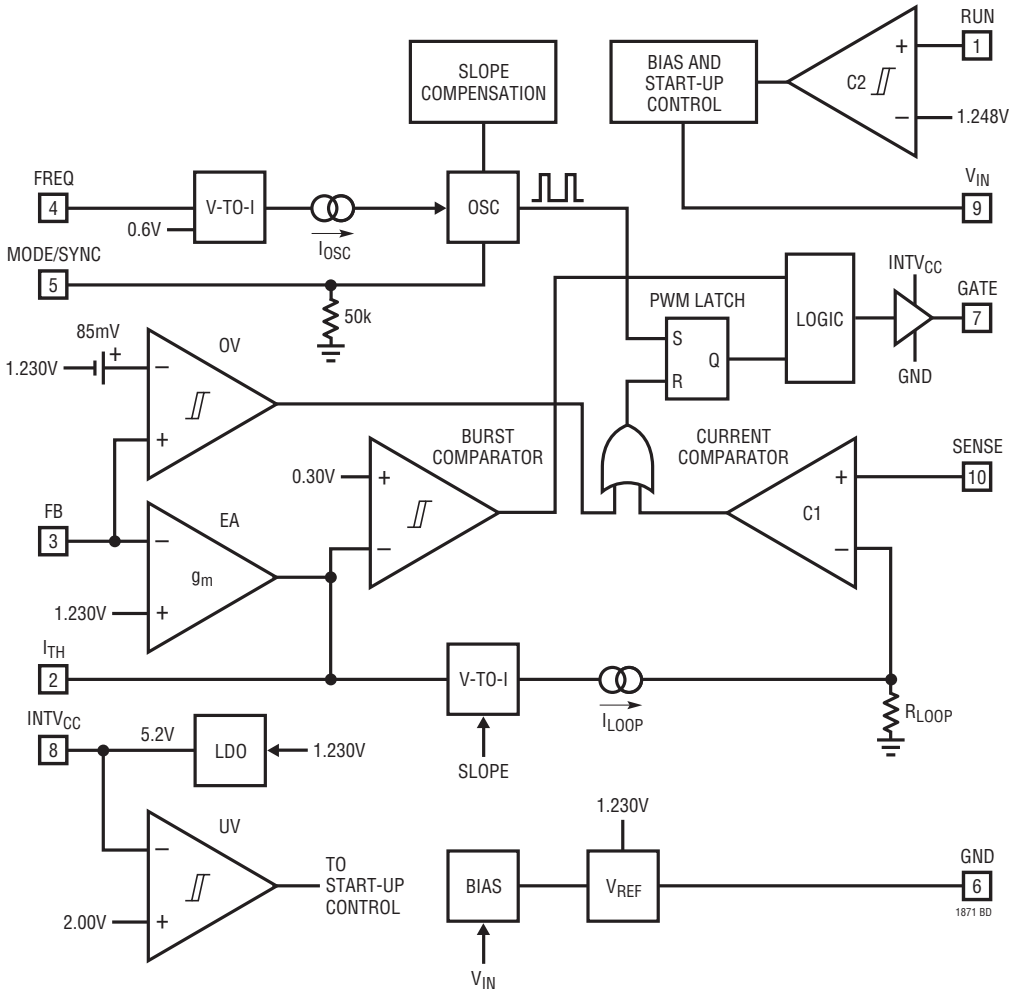 RUN
1
SLOPE
COMPENSATION
BIAS AND
START-UP
CONTROL
C2
+
–
1.248V
FREQ
4
V-TO-I
0.6V
I_OSC
OSC
V_IN
9
MODE/SYNC
5
50k
PWM LATCH
S
Q
R
LOGIC
INTV_CC
GATE
7
GND
85mV
+
1.230V
OV
–
+
BURST
COMPARATOR
0.30V
+
–
CURRENT
COMPARATOR
SENSE
10
+
C1
–
FB
3
EA
–
g_m
1.230V
+
I_TH
2
V-TO-I
I_LOOP
R_LOOP
SLOPE
INTV_CC
8
5.2V
LDO
1.230V
UV
–
2.00V
+
TO
START-UP
CONTROL
1.230V
BIAS
V_REF
V_IN
GND
6
1871 BD